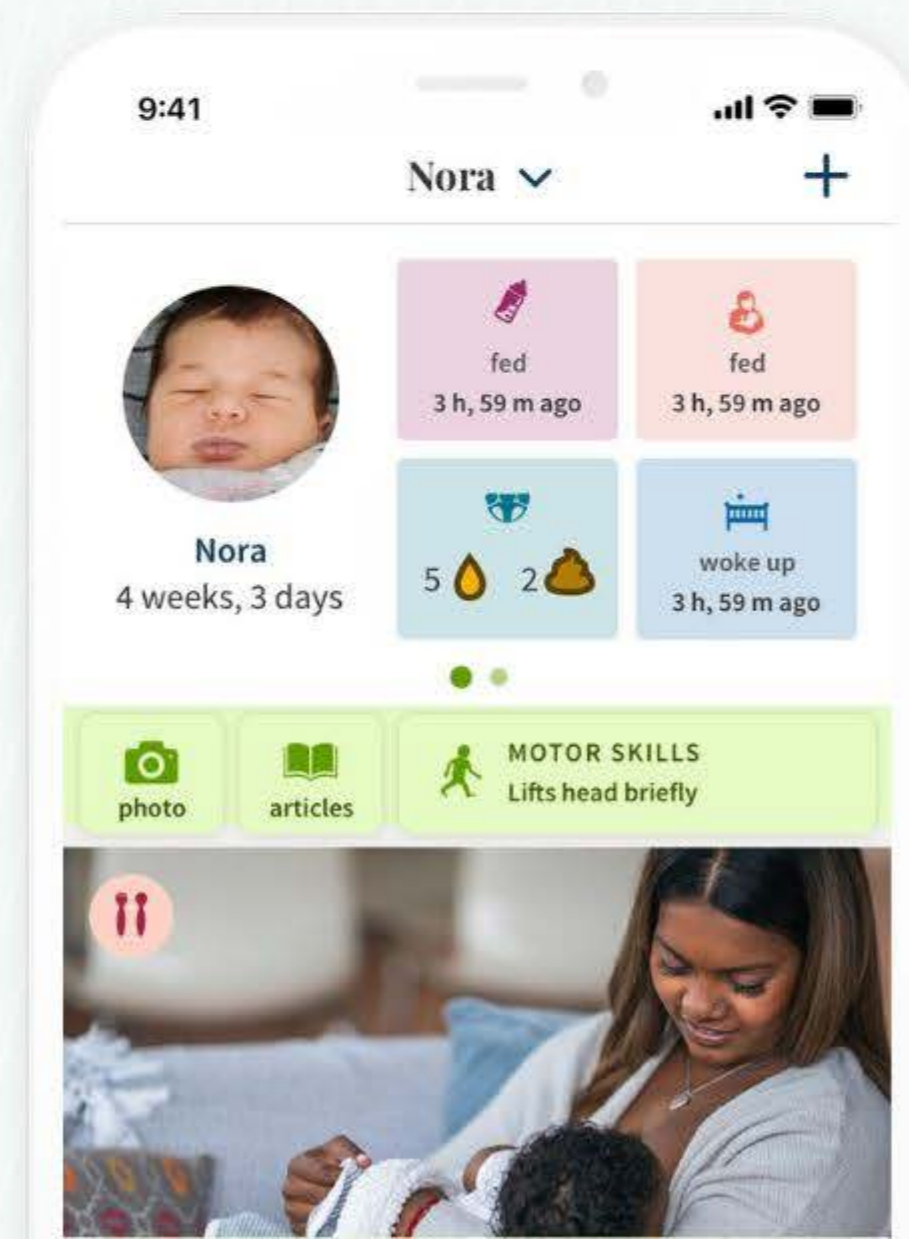 9:41
Nora
fed
3 h, 59 m ago
fed
3 h, 59 m ago
Nora
4 weeks, 3 days
5
2
woke up
3 h, 59 m ago
photo
articles
MOTOR SKILLS
Lifts head briefly